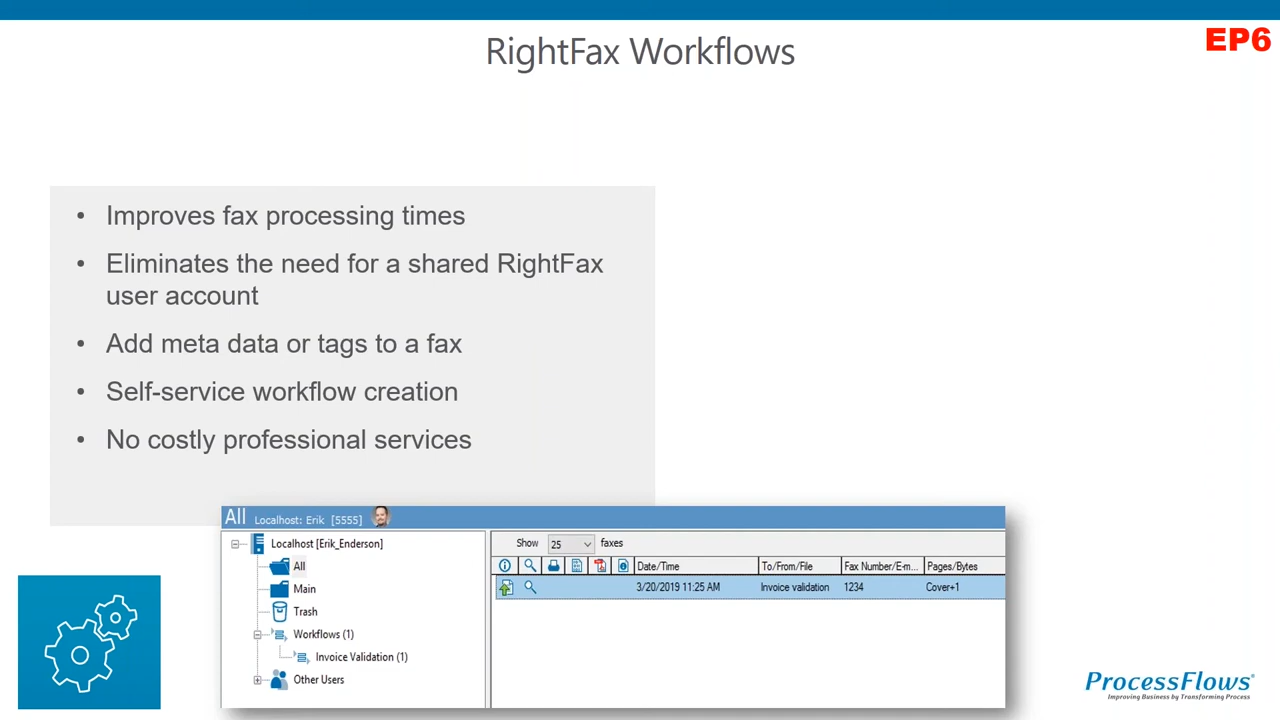 RightFax Workflows
EP6
• Improves fax processing times
• Eliminates the need for a shared RightFax
user account
• Add meta data or tags to a fax
• Self-service workflow creation
• No costly professional services
All Localhost: Erik [5555]
Localhost [Erik_Enderson]
All
Main
Trash
Workflows (1)
Invoice Validation (1)
Other Users
Show 25 faxes
Date/Time To/From/File Fax Number/E-m... Pages/Bytes
3/20/2019 11:25 AM Invoice validation 1234 Cover+1
ProcessFlows
Improving Business by Transforming Process